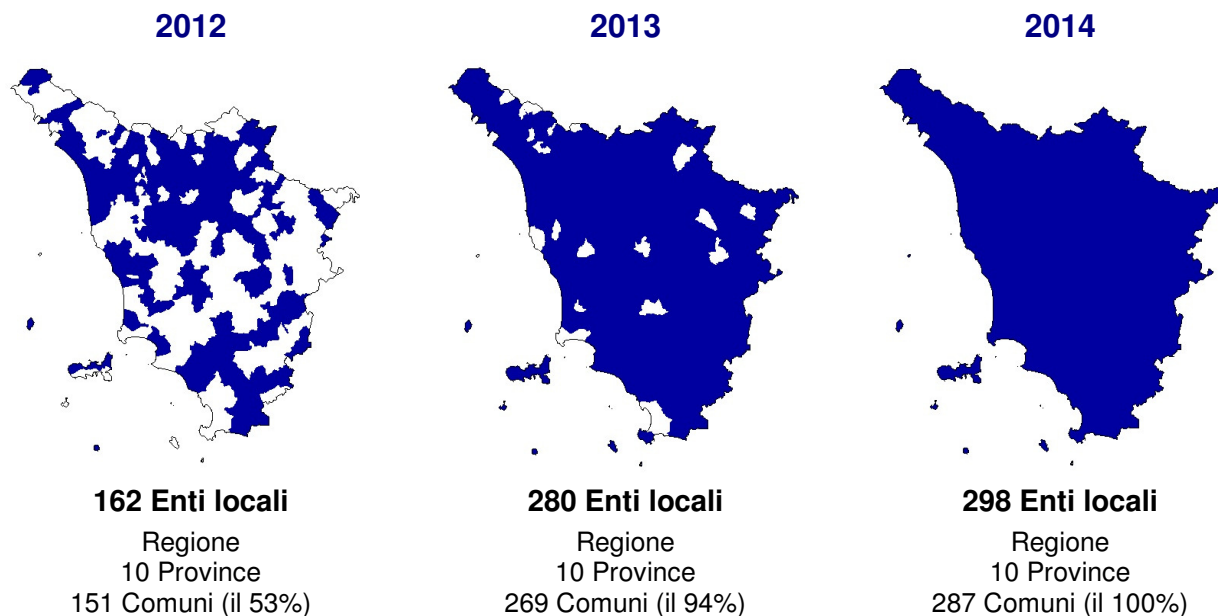 2012
2013
2014
162 Enti locali
Regione
10 Province
151 Comuni (il 53%)
280 Enti locali
Regione
10 Province
269 Comuni (il 94%)
298 Enti locali
Regione
10 Province
287 Comuni (il 100%)